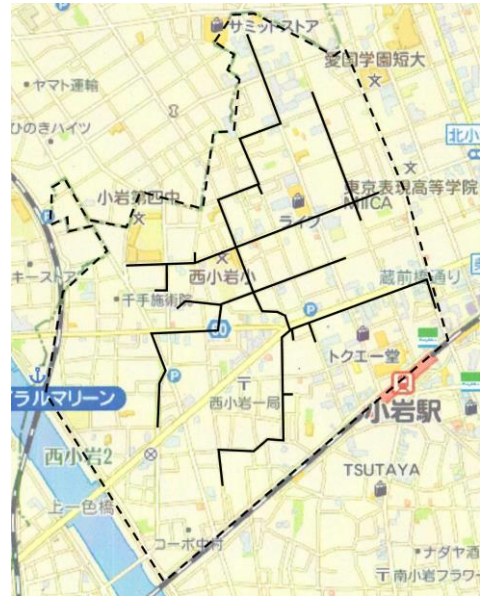 サミットストア
愛国学園短大
ヤマト運輸
ひのきハイツ
北小
小岩第四中
東京表現高等学院
MIICA
ライフ
西小岩小
蔵前橋通り
キーストア
千手施術院
トクエー堂
ラルマリーン
西小岩一局
小岩駅
西小岩2
TSUTAYA
上一色橋
コーポ中村
ナダヤ酒
南小岩フラワー